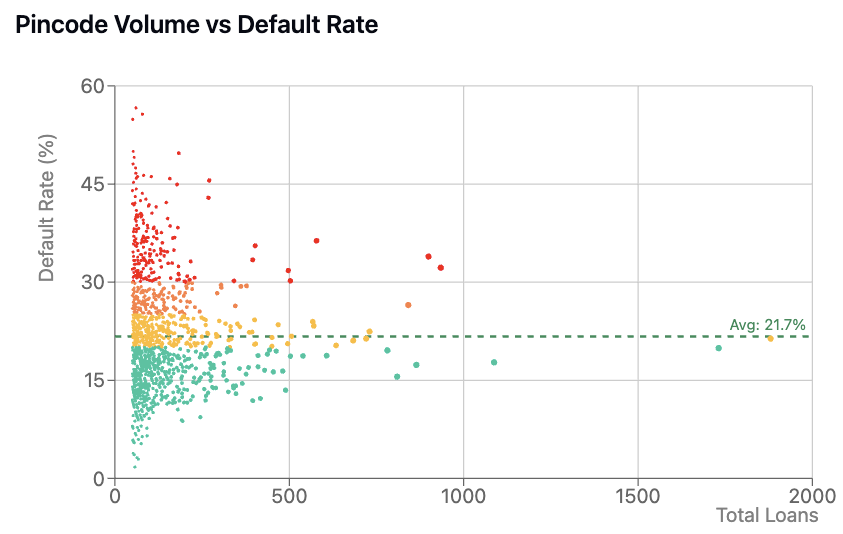 Pincode Volume vs Default Rate
60
45
30
15
0
Default Rate (%)
Avg: 21.7%
0 500 1000 1500 2000
Total Loans